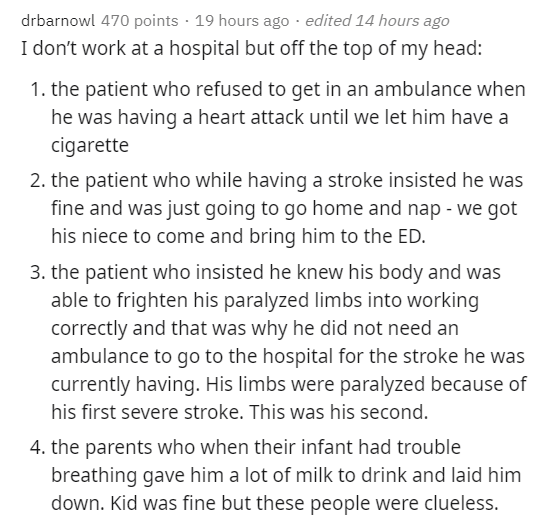 drbarnowl 470 points · 19 hours ago · edited 14 hours ago
I don't work at a hospital but off the top of my head:
1. the patient who refused to get in an ambulance when
he was having a heart attack until we let him have a
cigarette
2. the patient who while having a stroke insisted he was
fine and was just going to go home and nap - we got
his niece to come and bring him to the ED.
3. the patient who insisted he knew his body and was
able to frighten his paralyzed limbs into working
correctly and that was why he did not need an
ambulance to go to the hospital for the stroke he was
currently having. His limbs were paralyzed because of
his first severe stroke. This was his second.
4. the parents who when their infant had trouble
breathing gave him a lot of milk to drink and laid him
down. Kid was fine but these people were clueless.